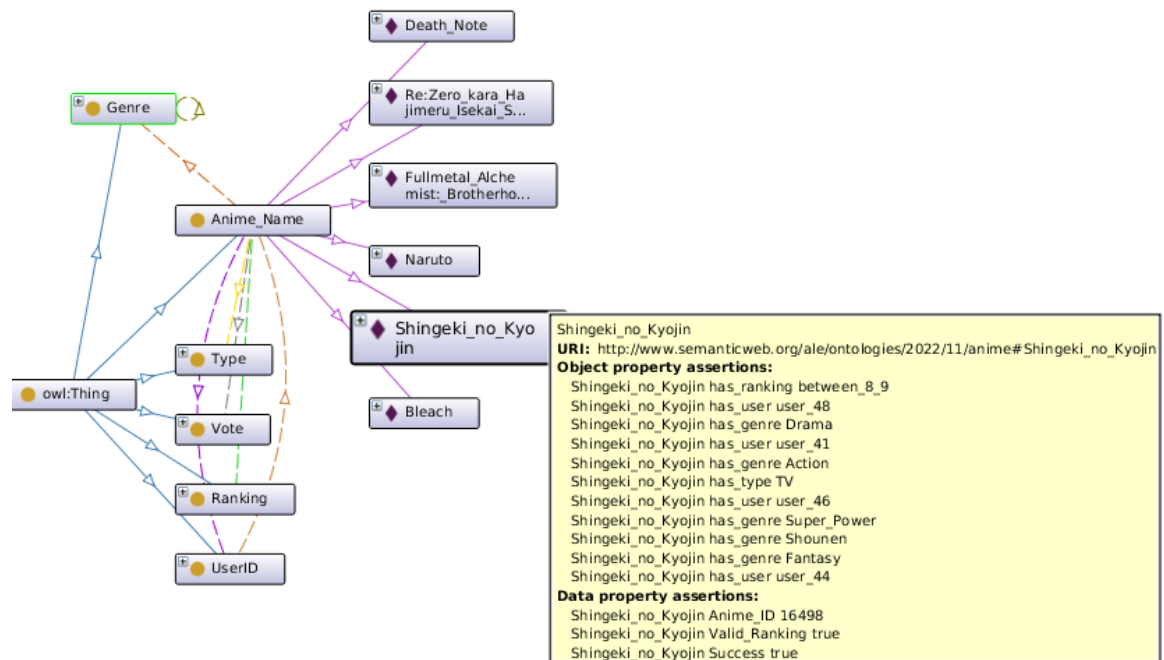 Death_Note
Re:Zero_kara_Ha
jimeru_Isekai_S...
Genre
Fullmetal_Alche
mist:_Brotherho...
Anime_Name
Naruto
Shingeki_no_Kyo
jin
Type
owl:Thing
Bleach
Vote
Ranking
UserID
Shingeki_no_Kyojin
URI: http://www.semanticweb.org/ale/ontologies/2022/11/anime#Shingeki_no_Kyojin
Object property assertions:
Shingeki_no_Kyojin has_ranking between_8_9
Shingeki_no_Kyojin has_user user_48
Shingeki_no_Kyojin has_genre Drama
Shingeki_no_Kyojin has_user user_41
Shingeki_no_Kyojin has_genre Action
Shingeki_no_Kyojin has_type TV
Shingeki_no_Kyojin has_user user_46
Shingeki_no_Kyojin has_genre Super_Power
Shingeki_no_Kyojin has_genre Shounen
Shingeki_no_Kyojin has_genre Fantasy
Shingeki_no_Kyojin has_user user_44
Data property assertions:
Shingeki_no_Kyojin Anime_ID 16498
Shingeki_no_Kyojin Valid_Ranking true
Shingeki_no_Kyojin Success true